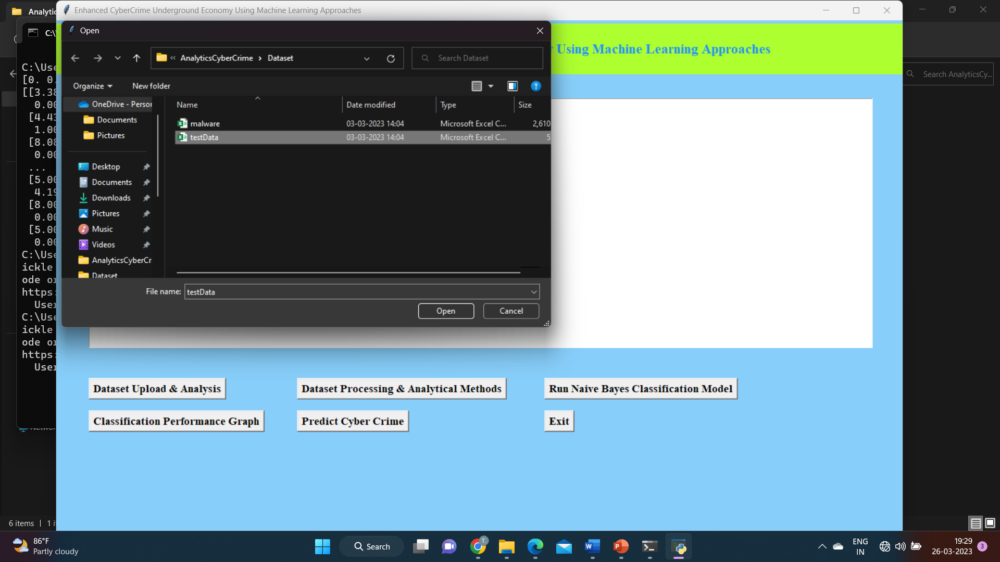 Enhanced CyberCrime Underground Economy Using Machine Learning Approaches
Analytic
Open
C:\
AnalyticsCyberCrime > Dataset
Search Dataset
Using Machine Learning Approaches
Search AnalyticsCy...
Organize
New folder
Name
Date modified
Type
Size
malware
03-03-2023 14:04
Microsoft Excel C...
2,610
testData
03-03-2023 14:04
Microsoft Excel C...
5
OneDrive - Person
Documents
Pictures
Desktop
Documents
Downloads
Pictures
Music
Videos
AnalyticsCyberCr
Dataset
File name:
testData
Open
Cancel
C:\Use
[0. 0.
[[3.38
0.00
[4.43
1.00
[8.08
0.00
...
[5.00
4.19
[8.00
0.00
[5.00
0.00
C:\Use
ickle
ode or
https:
User
C:\Use
ickle
ode or
https:
User
Dataset Upload & Analysis
Dataset Processing & Analytical Methods
Run Naive Bayes Classification Model
Classification Performance Graph
Predict Cyber Crime
Exit
6 items
86°F
Partly cloudy
Search
ENG
IN
19:29
26-03-2023
3